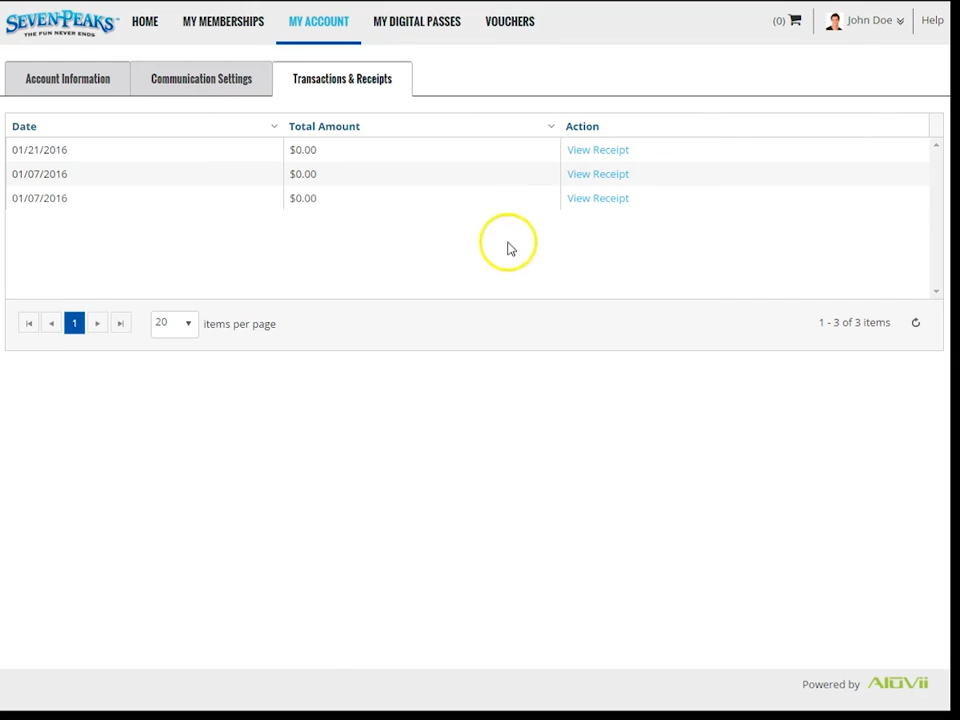 SEVEN PEAKS™ HOME MY MEMBERSHIPS MY ACCOUNT MY DIGITAL PASSES VOUCHERS (0) John Doe Help
THE FUN NEVER ENDS
Account Information Communication Settings Transactions & Receipts
Date Total Amount Action
01/21/2016 $0.00 View Receipt
01/07/2016 $0.00 View Receipt
01/07/2016 $0.00 View Receipt
1 20 items per page 1 - 3 of 3 items
Powered by Alūvii